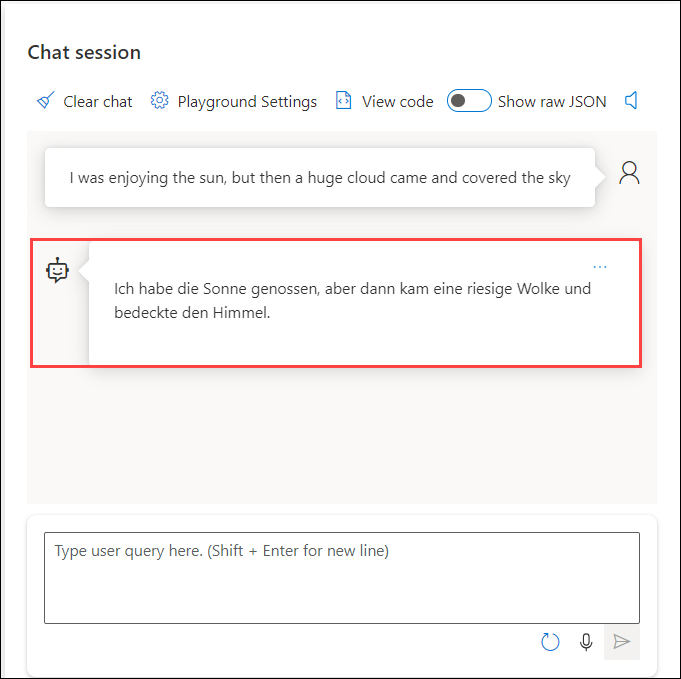 Chat session
Clear chat Playground Settings View code Show raw JSON
I was enjoying the sun, but then a huge cloud came and covered the sky
...
Ich habe die Sonne genossen, aber dann kam eine riesige Wolke und
bedeckte den Himmel.
Type user query here. (Shift + Enter for new line)